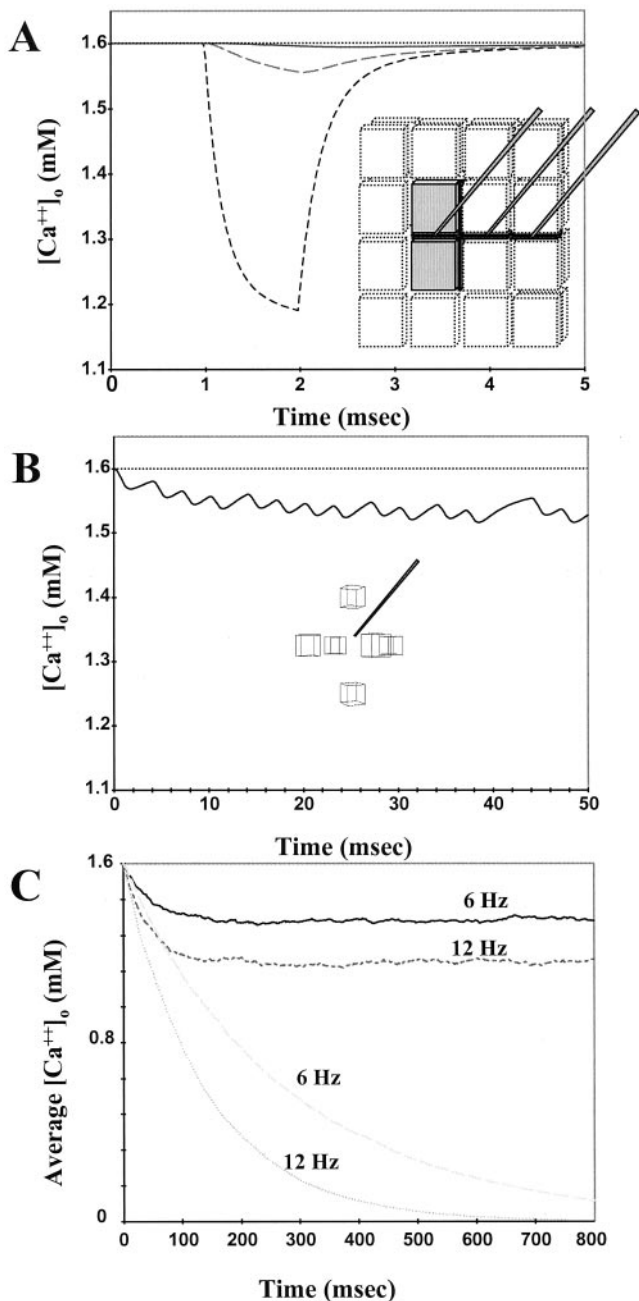 A
[Ca++]o (mM)
1.6
1.5
1.4
1.3
1.2
1.1
0 1 2 3 4 5
Time (msec)
B
[Ca++]o (mM)
1.6
1.5
1.4
1.3
1.2
1.1
0 10 20 30 40 50
Time (msec)
C
Average [Ca++]o (mM)
1.6
0.8
0
6 Hz
12 Hz
6 Hz
12 Hz
0 100 200 300 400 500 600 700 800
Time (msec)